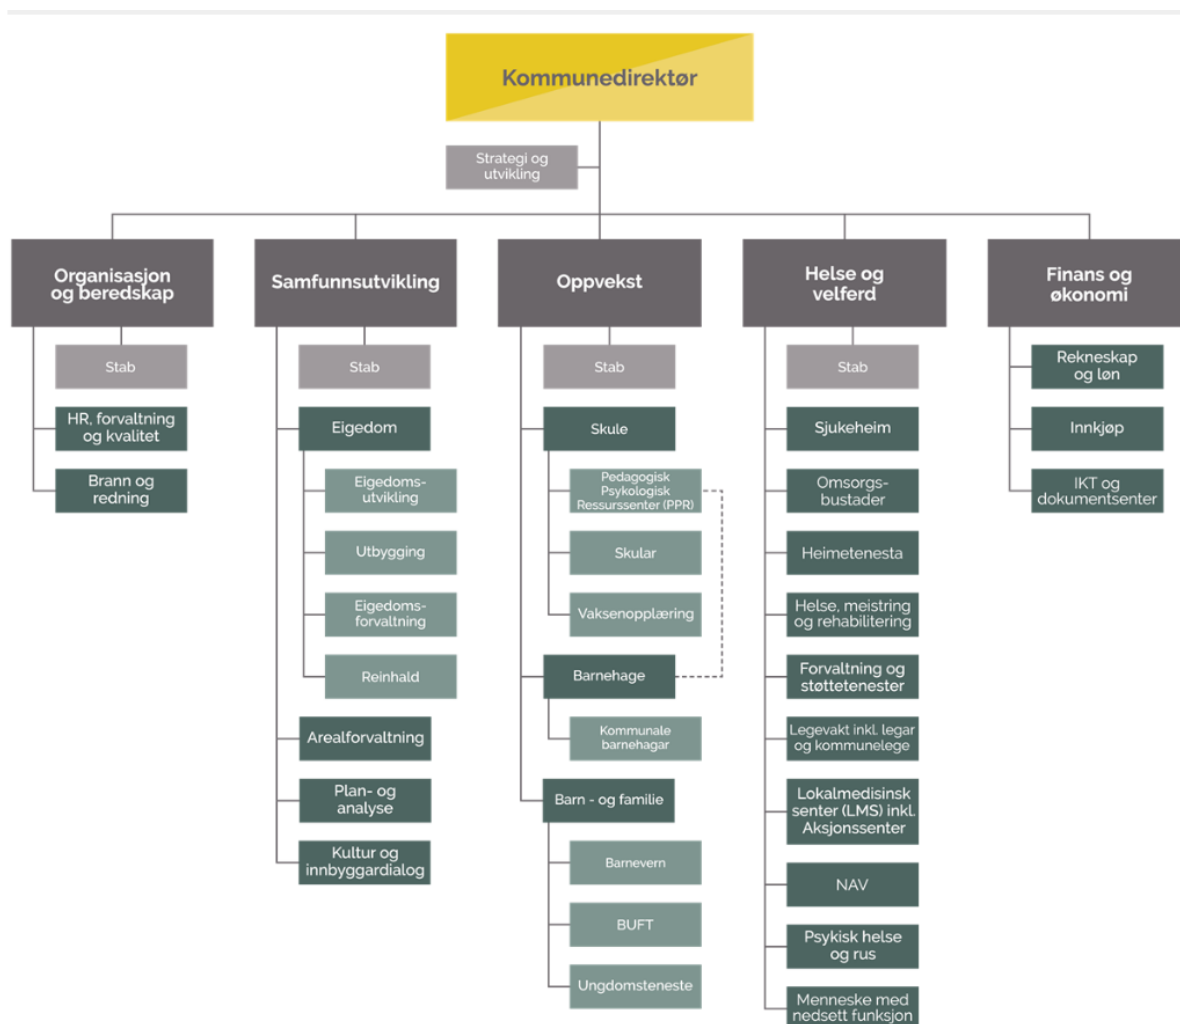 Kommunedirektør
Strategi og
utvikling
Organisasjon
og beredskap
Stab
HR, forvaltning
og kvalitet
Brann og
redning
Samfunnsutvikling
Stab
Eigedom
Eigedoms-
utvikling
Utbygging
Eigedoms-
forvaltning
Reinhald
Arealforvaltning
Plan- og
analyse
Kultur og
innbyggardialog
Oppvekst
Stab
Skule
Pedagogisk
Psykologisk
Ressurssenter (PPR)
Skular
Vaksenopplæring
Barnehage
Kommunale
barnehagar
Barn - og familie
Barnevern
BUFT
Ungdomsteneste
Helse og
velferd
Stab
Sjukeheim
Omsorgs-
bustader
Heimetenesta
Helse, meistring
og rehabilitering
Forvaltning og
støttetenester
Legevakt inkl. legar
og kommunelege
Lokalmedisinsk
senter (LMS) inkl.
Aksjonssenter
NAV
Psykisk helse
og rus
Menneske med
nedsett funksjon
Finans og
økonomi
Rekneskap
og løn
Innkjøp
IKT og
dokumentsenter